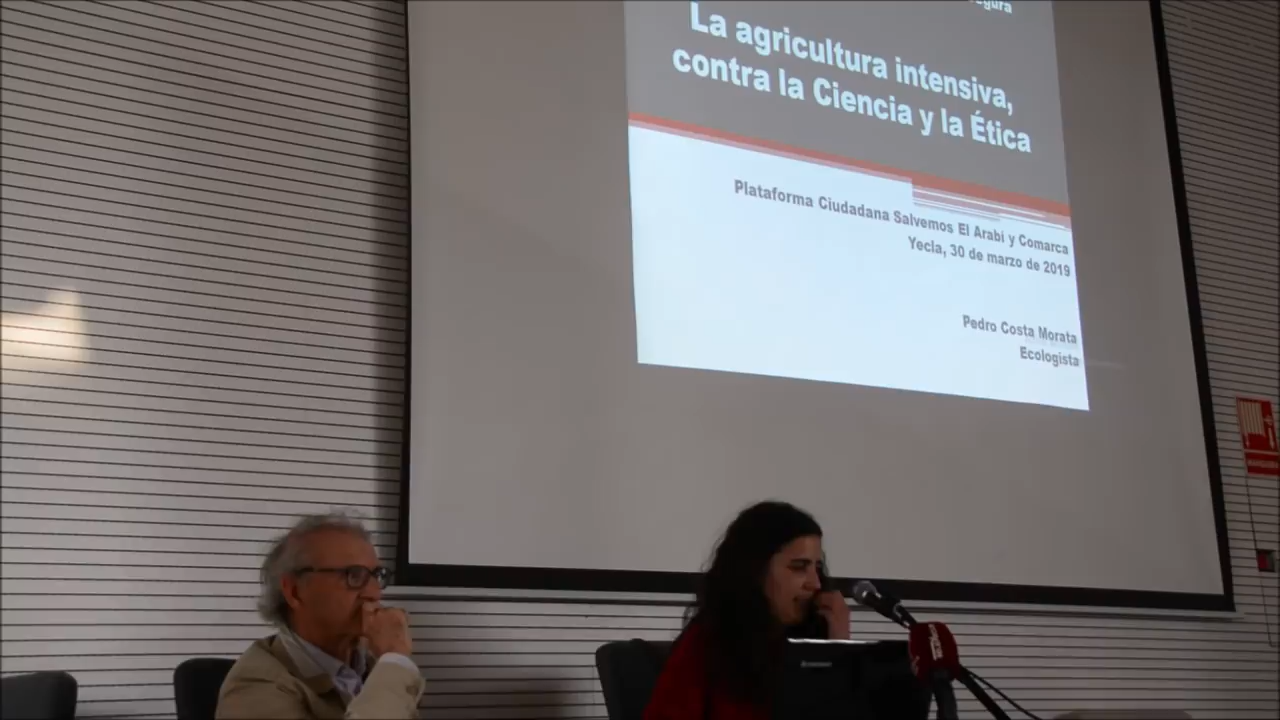 La agricultura intensiva,
contra la Ciencia y la Ética
Plataforma Ciudadana Salvemos El Arabí y Comarca
Yecla, 30 de marzo de 2019
Pedro Costa Morata
Ecologista